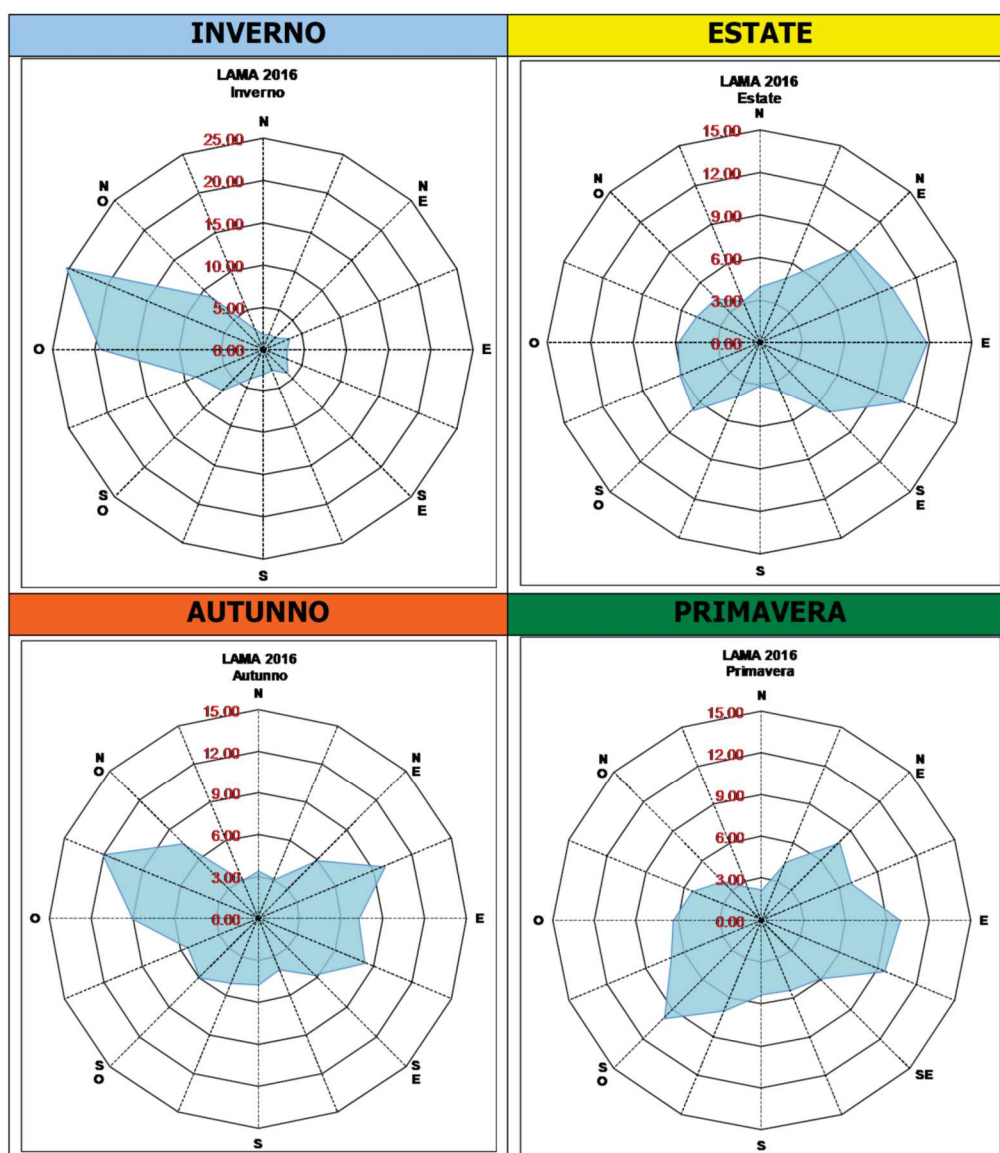 INVERNO
LAMA 2016
Inverno
N
25.00
20.00
15.00
10.00
5.00
0.00
N
O
N
E
O
E
S
O
S
E
S
ESTATE
LAMA 2016
Estate
N
15.00
12.00
9.00
6.00
3.00
0.00
N
O
N
E
O
E
S
O
S
E
S
AUTUNNO
LAMA 2016
Autunno
N
15.00
12.00
9.00
6.00
3.00
0.00
N
O
N
E
O
E
S
O
S
E
S
PRIMAVERA
LAMA 2016
Primavera
N
15.00
12.00
9.00
6.00
3.00
0.00
N
O
N
E
O
E
S
O
SE
S